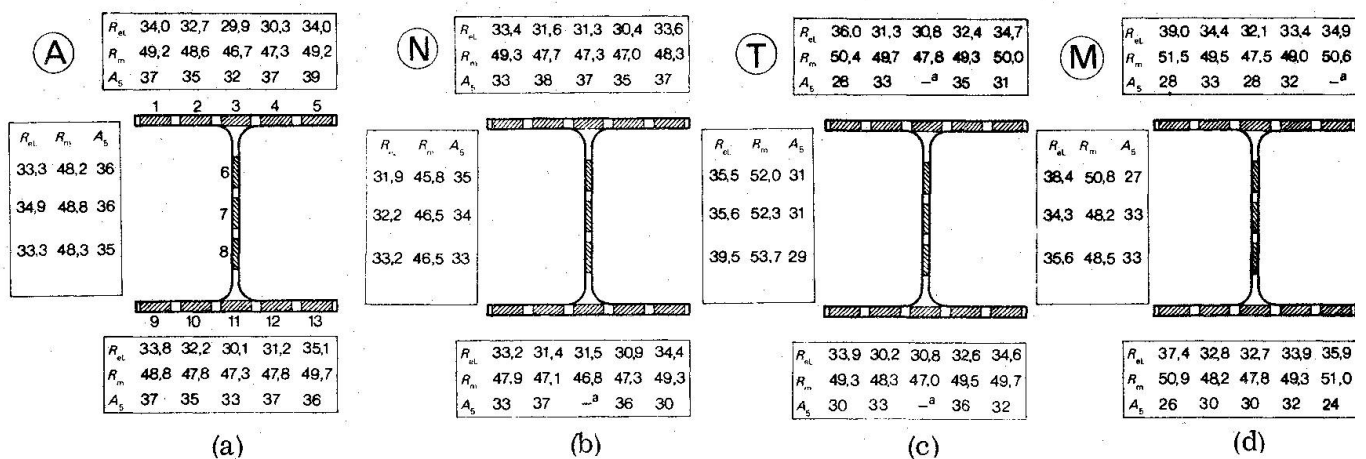 A
R_eL 34,0 32,7 29,9 30,3 34,0
R_m 49,2 48,6 46,7 47,3 49,2
A_5 37 35 32 37 39
1 2 3 4 5
R_eL R_m A_5
33,3 48,2 36
34,9 48,8 36
33,3 48,3 35
6
7
8
9 10 11 12 13
R_eL 33,8 32,2 30,1 31,2 35,1
R_m 48,8 47,8 47,3 47,8 49,7
A_5 37 35 33 37 36
(a)
N
R_eL 33,4 31,6 31,3 30,4 33,6
R_m 49,3 47,7 47,3 47,0 48,3
A_5 33 38 37 35 37
R_eL R_m A_5
31,9 45,8 35
32,2 46,5 34
33,2 46,5 33
R_eL 33,2 31,4 31,5 30,9 34,4
R_m 47,9 47,1 46,8 47,3 49,3
A_5 33 37 —a 36 30
(b)
T
R_eL 36,0 31,3 30,8 32,4 34,7
R_m 50,4 49,7 47,8 49,3 50,0
A_5 28 33 —a 35 31
R_eL R_m A_5
35,5 52,0 31
35,6 52,3 31
39,5 53,7 29
R_eL 33,9 30,2 30,8 32,6 34,6
R_m 49,3 48,3 47,0 49,5 49,7
A_5 30 33 —a 36 32
(c)
M
R_eL 39,0 34,4 32,1 33,4 34,9
R_m 51,5 49,5 47,5 49,0 50,6
A_5 28 33 28 32 —a
R_eL R_m A_5
38,4 50,8 27
34,3 48,2 33
35,6 48,5 33
R_eL 37,4 32,8 32,7 33,9 35,9
R_m 50,9 48,2 47,8 49,3 51,0
A_5 26 30 30 32 24
(d)